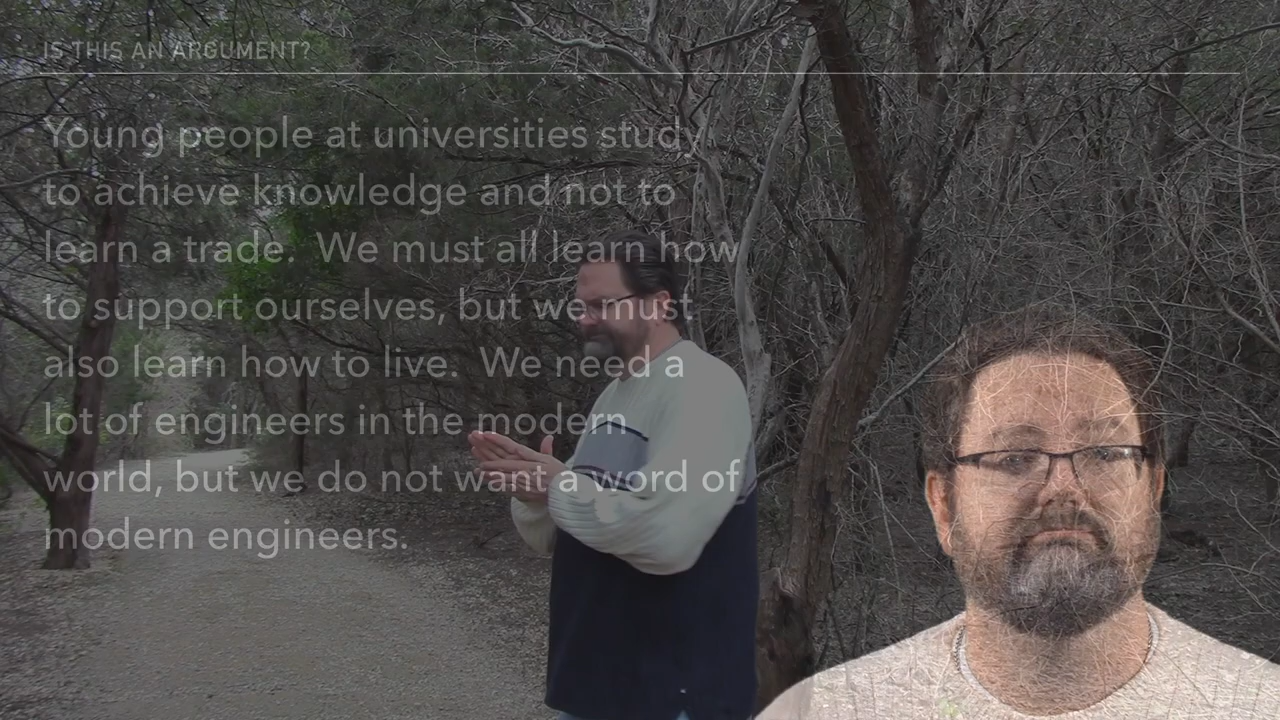 IS THIS AN ARGUMENT?
Young people at universities study
to achieve knowledge and not to
learn a trade. We must all learn how
to support ourselves, but we must
also learn how to live. We need a
lot of engineers in the modern
world, but we do not want a word of
modern engineers.